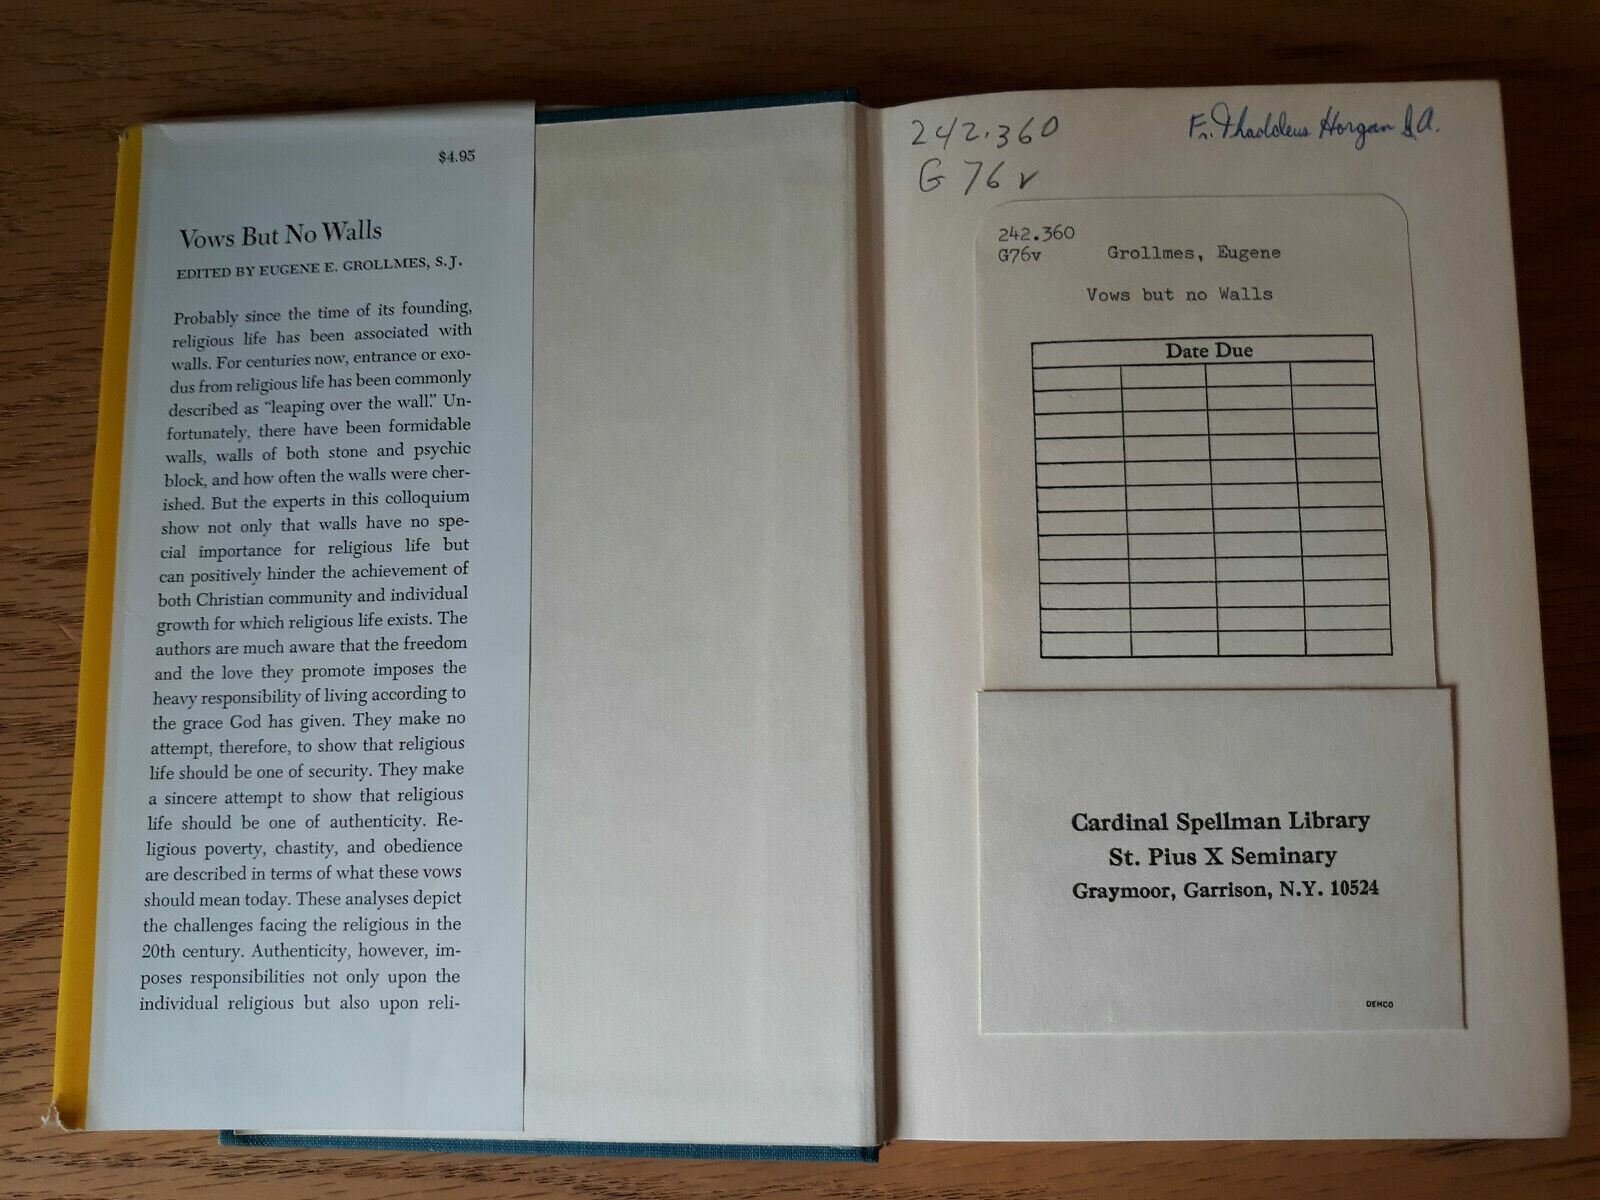 $4.95
Vows But No Walls
EDITED BY EUGENE E. GROLLMES, S.J.
Probably since the time of its founding,
religious life has been associated with
walls. For centuries now, entrance or exo-
dus from religious life has been commonly
described as "leaping over the wall." Un-
fortunately, there have been formidable
walls, walls of both stone and psychic
block, and how often the walls were cher-
ished. But the experts in this colloquium
show not only that walls have no spe-
cial importance for religious life but
can positively hinder the achievement of
both Christian community and individual
growth for which religious life exists. The
authors are much aware that the freedom
and the love they promote imposes the
heavy responsibility of living according to
the grace God has given. They make no
attempt, therefore, to show that religious
life should be one of security. They make
a sincere attempt to show that religious
life should be one of authenticity. Re-
ligious poverty, chastity, and obedience
are described in terms of what these vows
should mean today. These analyses depict
the challenges facing the religious in the
20th century. Authenticity, however, im-
poses responsibilities not only upon the
individual religious but also upon reli-
242.360
G 76 v
Fr. Thaddeus Horgan S.A.
242.360
G76v
Grollmes, Eugene
Vows but no Walls
Date Due
Cardinal Spellman Library
St. Pius X Seminary
Graymoor, Garrison, N.Y. 10524
DEMCO